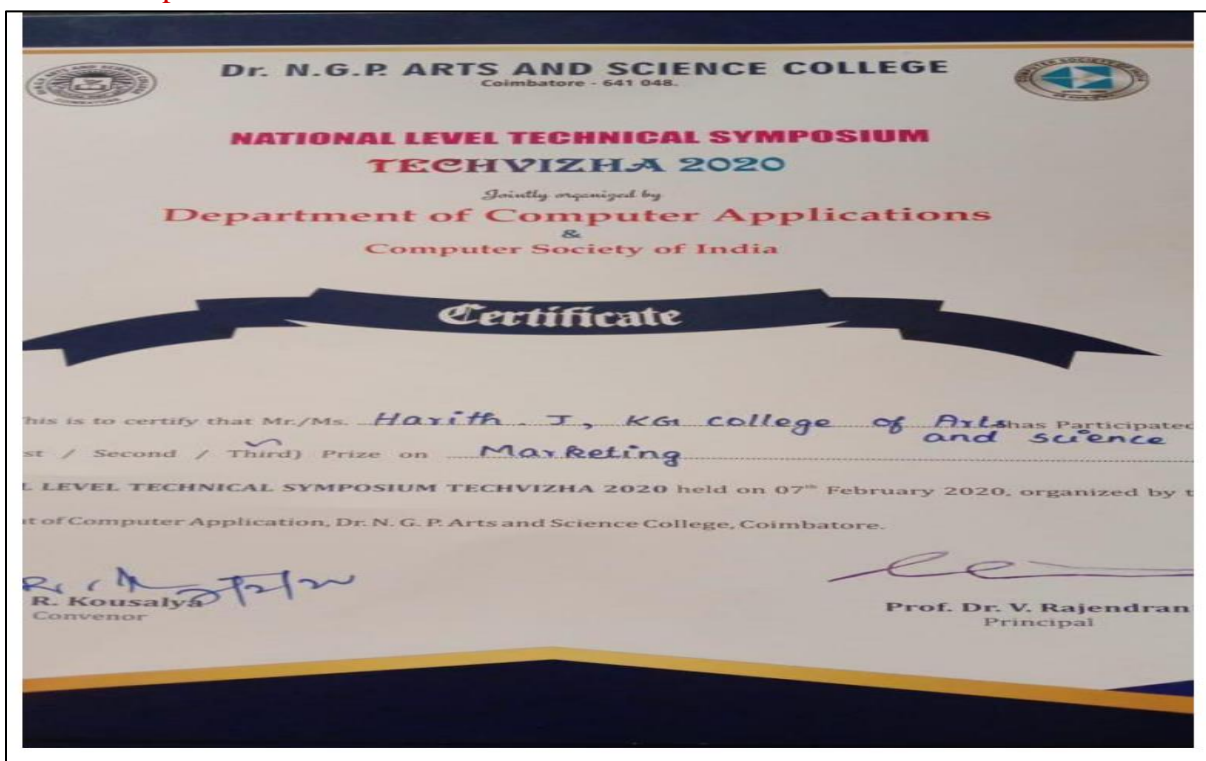 Dr. N.G.P. ARTS AND SCIENCE COLLEGE
Coimbatore - 641 048.
NATIONAL LEVEL TECHNICAL SYMPOSIUM
TECHVIZHA 2020
Jointly organized by
Department of Computer Applications
&
Computer Society of India
Certificate
his is to certify that Mr./Ms. Harith. J, KG college of Arts has Participated
and science
st / Second / Third) Prize on Marketing
L LEVEL TECHNICAL SYMPOSIUM TECHVIZHA 2020 held on 07th February 2020, organized by t
t of Computer Application, Dr. N. G. P. Arts and Science College, Coimbatore.
R. Kousalya
Convenor
Prof. Dr. V. Rajendran
Principal